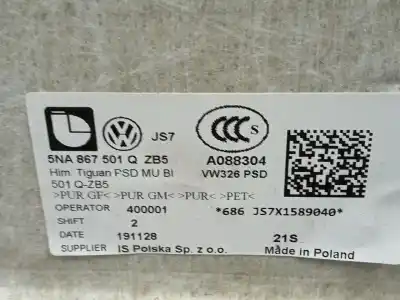 JS7
S
5NA 867 501 Q ZB5
A088304
Him. Tiguan PSD MU BI
VW326 PSD
501 Q-ZB5
>PUR GF< >PUR GM< >PUR< >PET<
OPERATOR 400001
*686 JS7X1589040*
SHIFT 2
DATE 191128
21S
SUPPLIER IS Polska Sp. z o.o.
Made in Poland